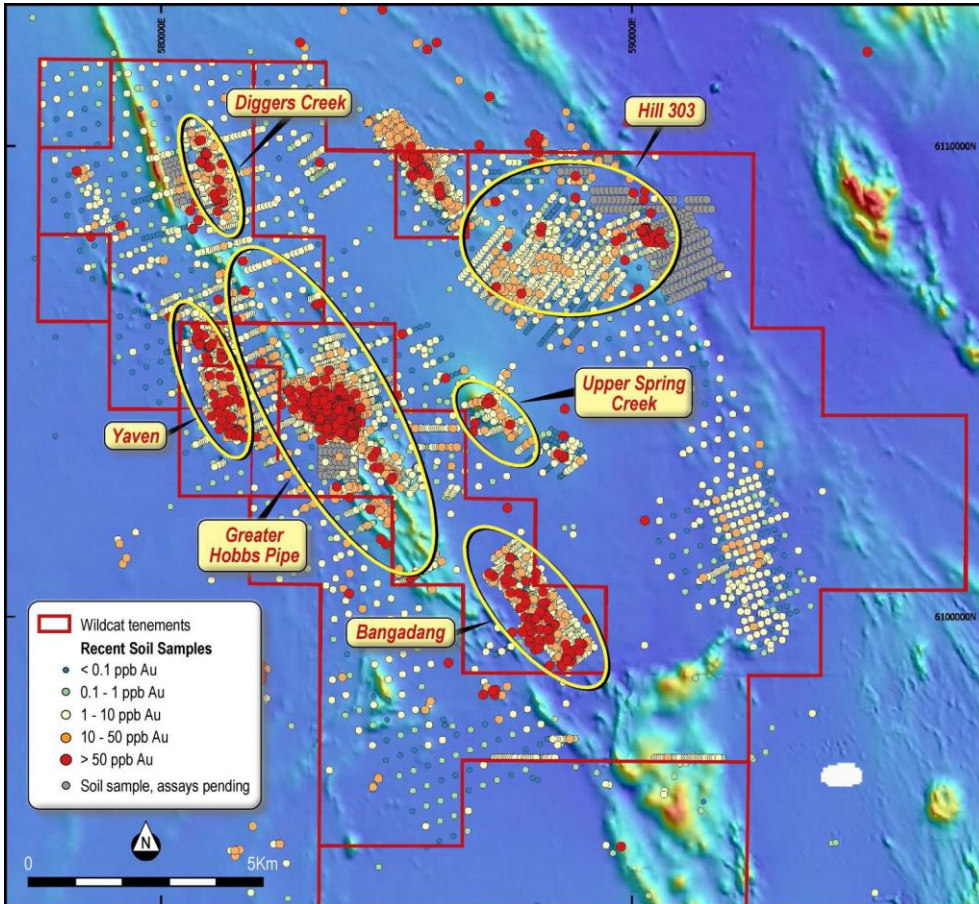 580000E
590000E
Diggers Creek
Hill 303
6110000N
Upper Spring
Creek
Yaven
Greater
Hobbs Pipe
Bangadang
6100000N
Wildcat tenements
Recent Soil Samples
< 0.1 ppb Au
0.1 - 1 ppb Au
1 - 10 ppb Au
10 - 50 ppb Au
> 50 ppb Au
Soil sample, assays pending
N
0 5Km